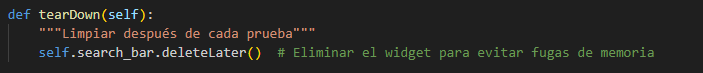 def tearDown(self):
    """Limpiar después de cada prueba"""
    self.search_bar.deleteLater()  # Eliminar el widget para evitar fugas de memoria